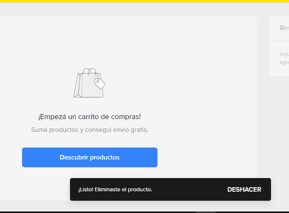 ¡Empezá un carrito de compras!
Suma productos y conseguí envío gratis.
Descubrir productos
¡Listo! Eliminaste el producto.
DESHACER